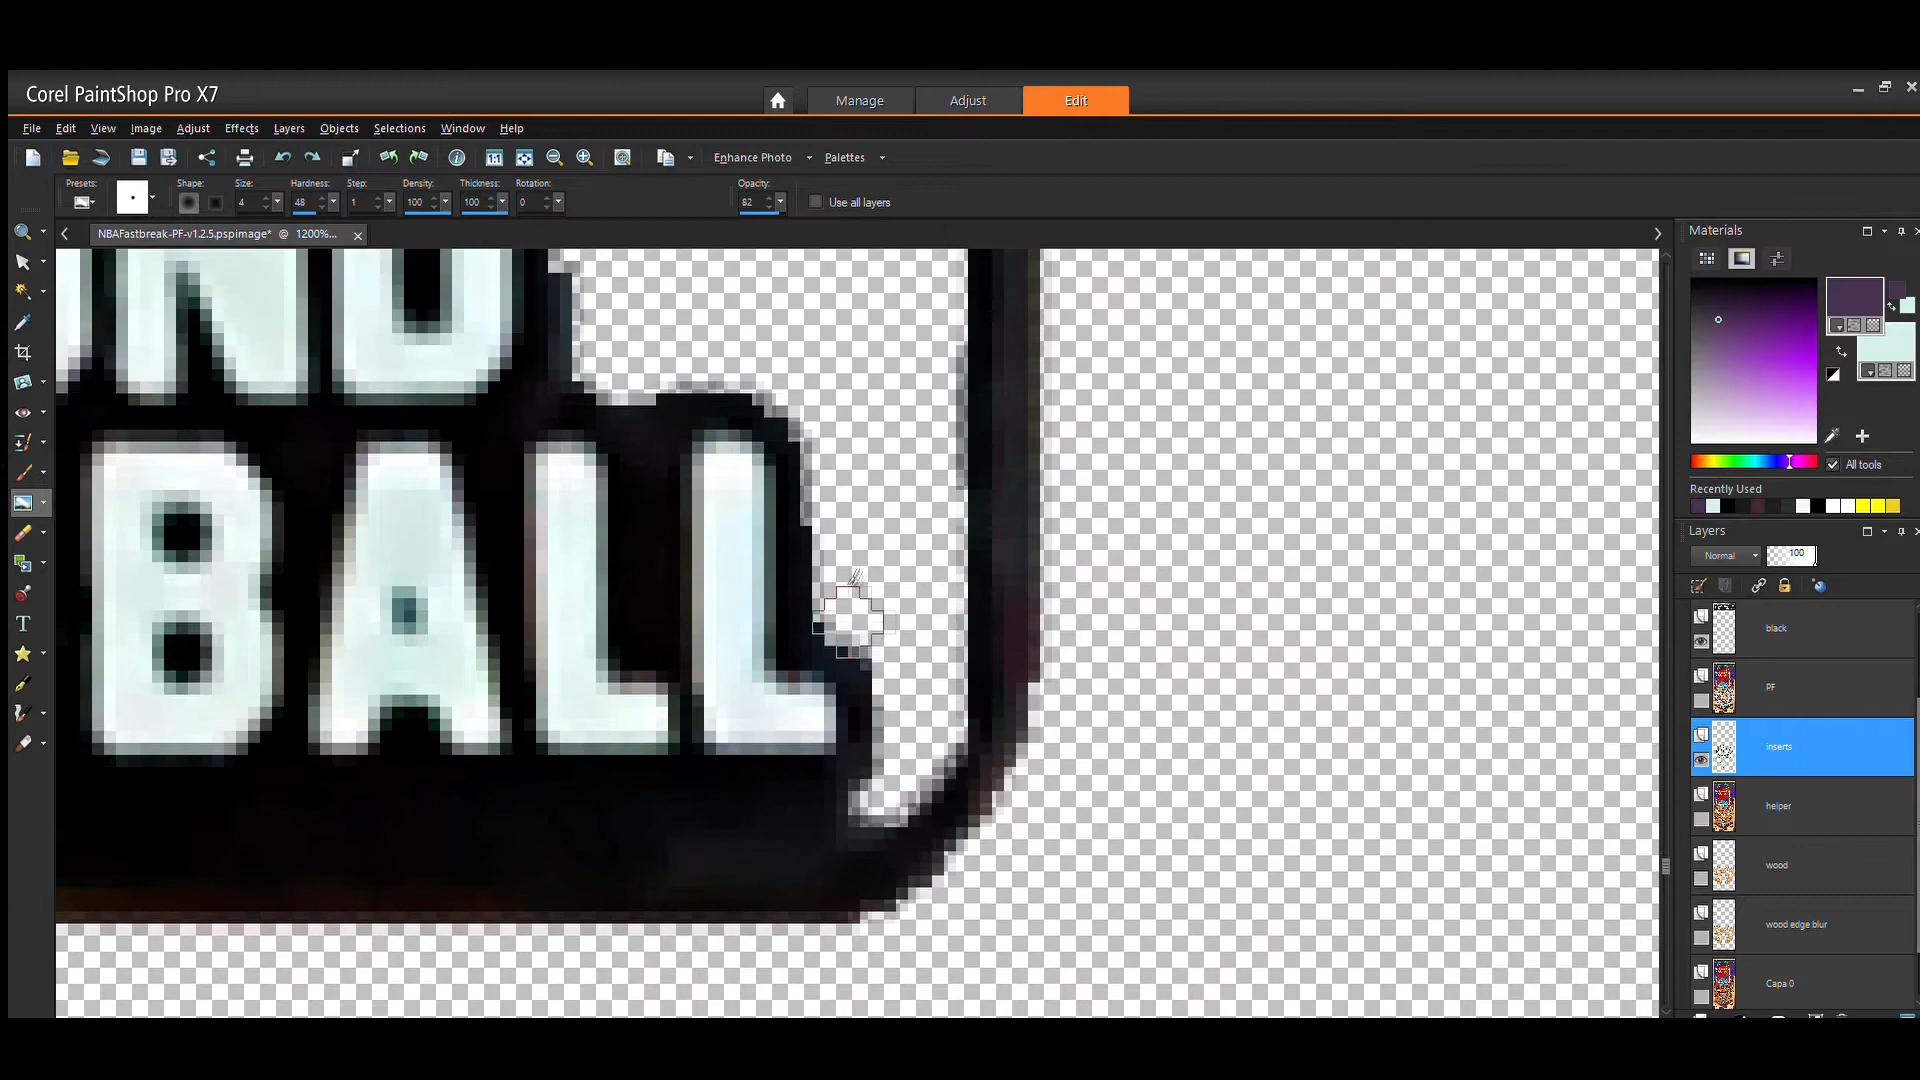 Corel PaintShop Pro X7
Manage
Adjust
Edit
File Edit View Image Adjust Effects Layers Objects Selections Window Help
1:1
Enhance Photo
Palettes
Presets:
Shape:
Size:
4
Hardness:
48
Step:
1
Density:
100
Thickness:
100
Rotation:
0
Opacity:
82
Use all layers
NBAFastbreak-PF-v1.2.5.pspimage* @ 1200%...
BALL
Materials
All tools
Recently Used
Layers
Normal
100
black
PF
inserts
helper
wood
wood edge blur
Capa 0